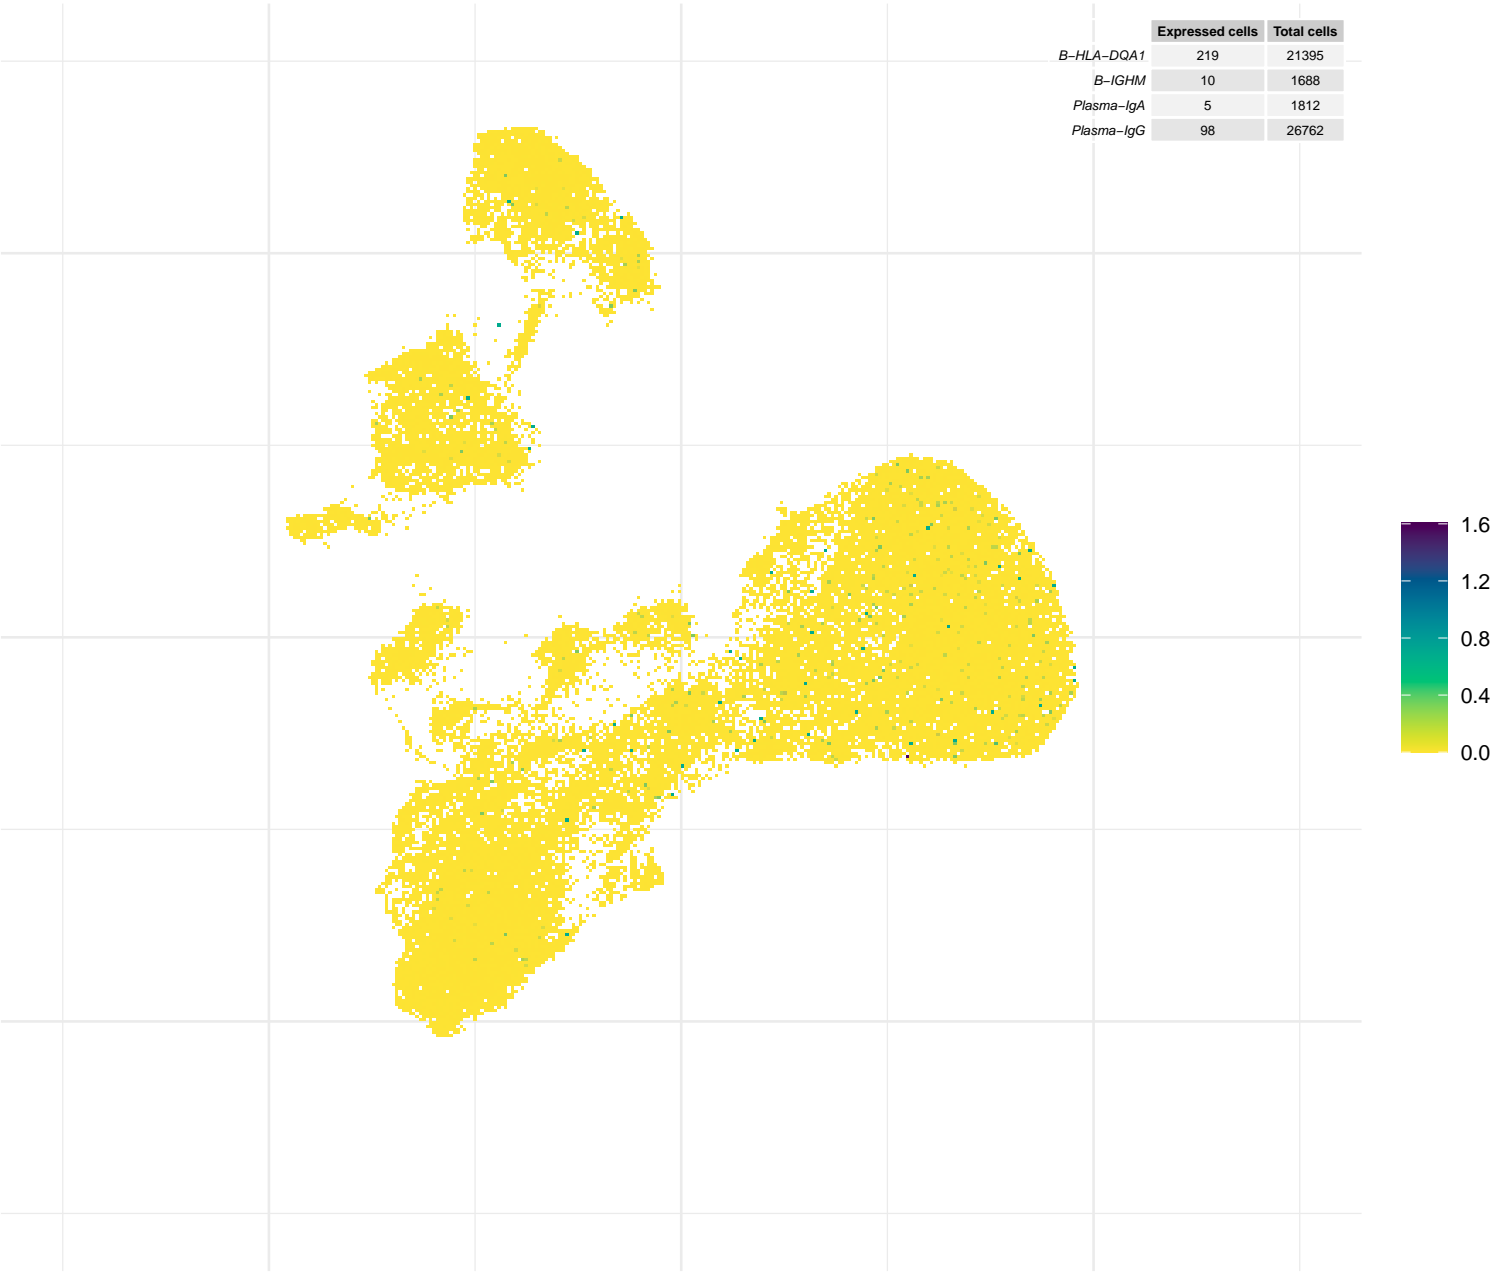 Expressed cells Total cells
B−HLA−DQA1 219 21395
B−IGHM 10 1688
Plasma−IgA 5 1812
Plasma−IgG 98 26762
1.6
1.2
0.8
0.4
0.0